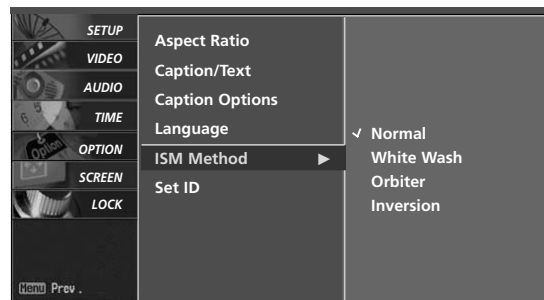 SETUP
VIDEO
AUDIO
TIME
OPTION
SCREEN
LOCK
Menu Prev.
Aspect Ratio
Caption/Text
Caption Options
Language
ISM Method ▶
Set ID
✓ Normal
White Wash
Orbiter
Inversion